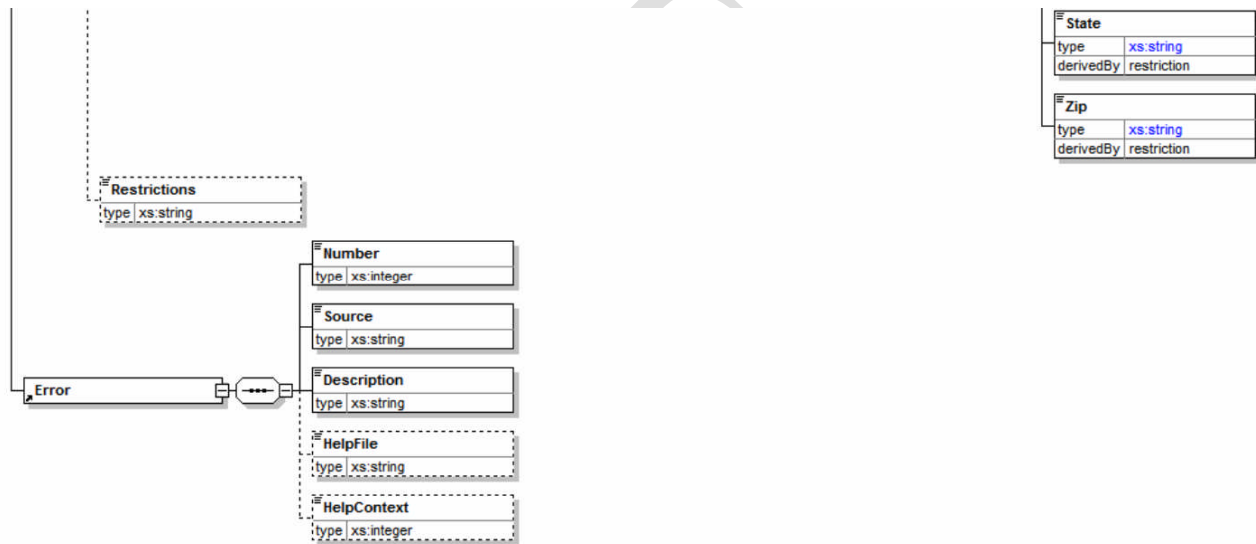 State
type xs:string
derivedBy restriction
Zip
type xs:string
derivedBy restriction
Restrictions
type xs:string
Number
type xs:integer
Source
type xs:string
Error
Description
type xs:string
HelpFile
type xs:string
HelpContext
type xs:integer